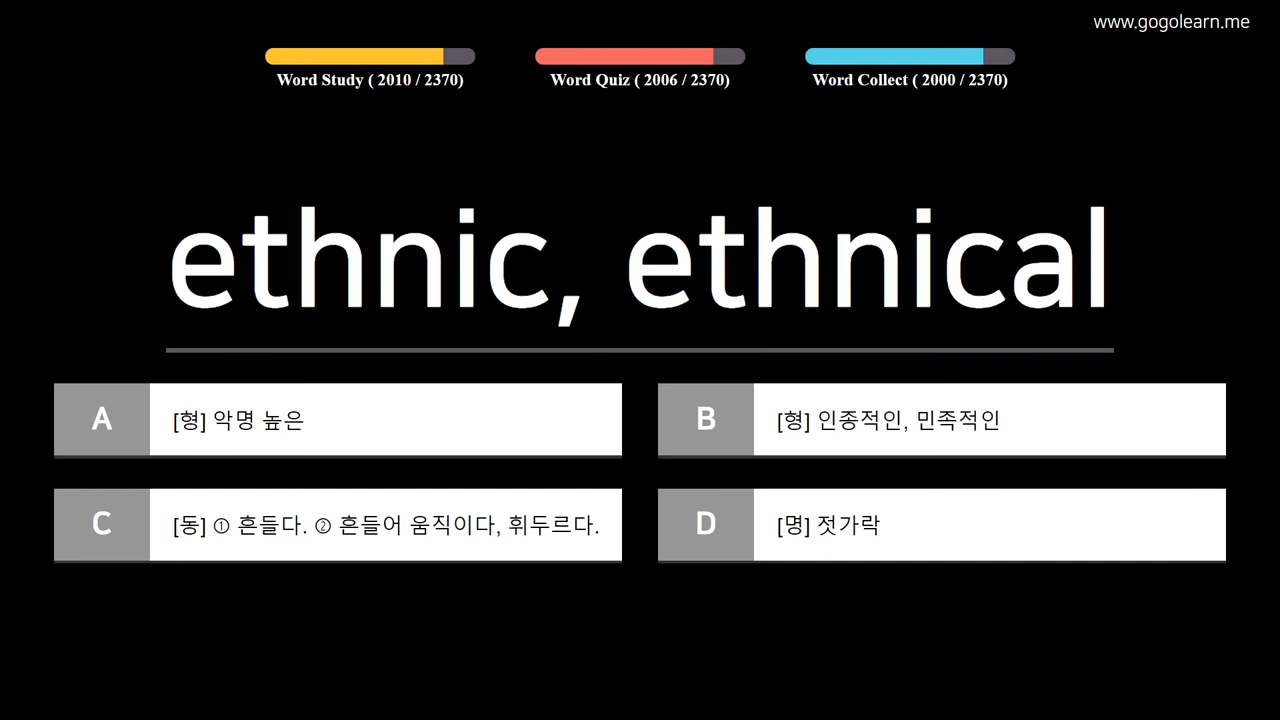 www.gogolearn.me
Word Study ( 2010 / 2370)
Word Quiz ( 2006 / 2370)
Word Collect ( 2000 / 2370)
ethnic, ethnical
A
[형] 악명 높은
B
[형] 인종적인, 민족적인
C
[동] ① 흔들다. ② 흔들어 움직이다, 휘두르다.
D
[명] 젓가락